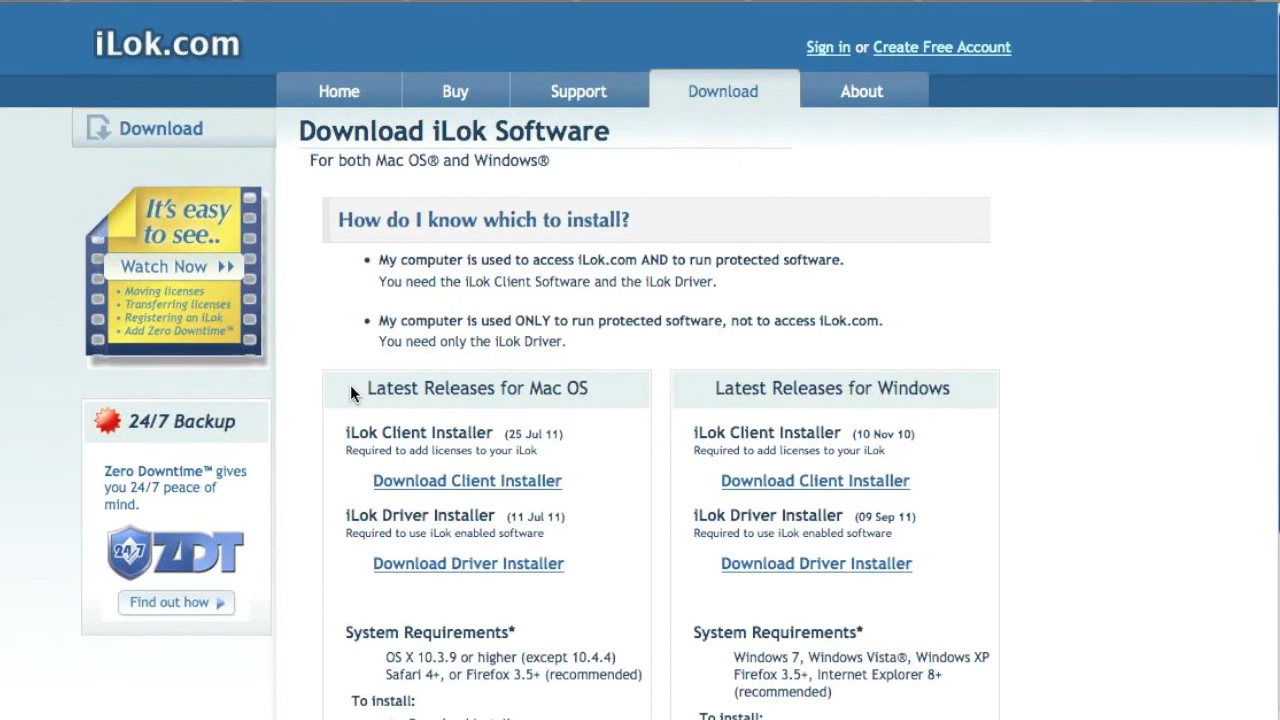 iLok.com
Sign in or Create Free Account
Home Buy Support Download About
Download
Download iLok Software
For both Mac OS® and Windows®
It's easy
to see..
Watch Now
• Moving licenses
• Transferring licenses
• Registering an iLok
• Add Zero Downtime™
How do I know which to install?
• My computer is used to access iLok.com AND to run protected software.
You need the iLok Client Software and the iLok Driver.
• My computer is used ONLY to run protected software, not to access iLok.com.
You need only the iLok Driver.
24/7 Backup
Zero Downtime™ gives
you 24/7 peace of
mind.
24/7 ZDT
Find out how
Latest Releases for Mac OS
iLok Client Installer (25 Jul 11)
Required to add licenses to your iLok
Download Client Installer
iLok Driver Installer (11 Jul 11)
Required to use iLok enabled software
Download Driver Installer
System Requirements*
OS X 10.3.9 or higher (except 10.4.4)
Safari 4+, or Firefox 3.5+ (recommended)
To install:
Latest Releases for Windows
iLok Client Installer (10 Nov 10)
Required to add licenses to your iLok
Download Client Installer
iLok Driver Installer (09 Sep 11)
Required to use iLok enabled software
Download Driver Installer
System Requirements*
Windows 7, Windows Vista®, Windows XP
Firefox 3.5+, Internet Explorer 8+
(recommended)
To install: